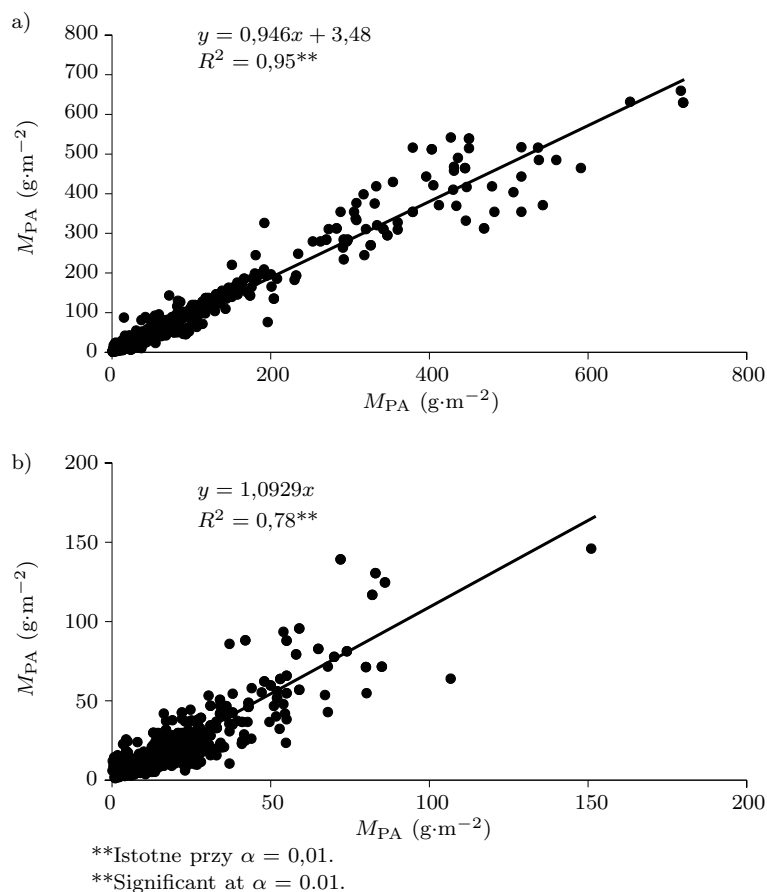 a)
y = 0,946x + 3,48
R² = 0,95**
800
700
600
500
400
300
200
100
0
M_PA (g·m⁻²)
0 200 400 600 800
M_PA (g·m⁻²)
b)
y = 1,0929x
R² = 0,78**
200
150
100
50
0
M_PA (g·m⁻²)
0 50 100 150 200
M_PA (g·m⁻²)
**Istotne przy α = 0,01.
**Significant at α = 0.01.